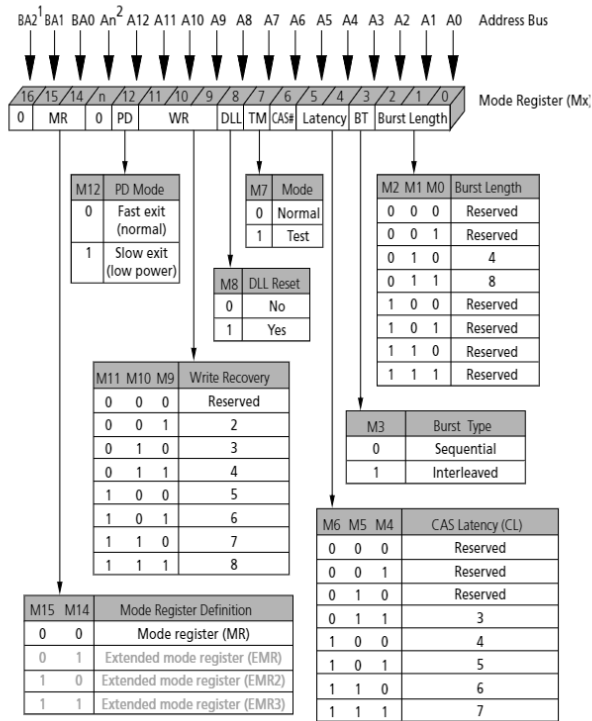 BA2¹ BA1 BA0 An² A12 A11 A10 A9 A8 A7 A6 A5 A4 A3 A2 A1 A0 Address Bus
16 15 14 n 12 11 10 9 8 7 6 5 4 3 2 1 0 Mode Register (Mx)
0 MR 0 PD WR DLL TM CAS# Latency BT Burst Length
M12 PD Mode
0 Fast exit
(normal)
1 Slow exit
(low power)
M7 Mode
0 Normal
1 Test
M2 M1 M0 Burst Length
0 0 0 Reserved
0 0 1 Reserved
0 1 0 4
0 1 1 8
1 0 0 Reserved
1 0 1 Reserved
1 1 0 Reserved
1 1 1 Reserved
M8 DLL Reset
0 No
1 Yes
M11 M10 M9 Write Recovery
0 0 0 Reserved
0 0 1 2
0 1 0 3
0 1 1 4
1 0 0 5
1 0 1 6
1 1 0 7
1 1 1 8
M3 Burst Type
0 Sequential
1 Interleaved
M6 M5 M4 CAS Latency (CL)
0 0 0 Reserved
0 0 1 Reserved
0 1 0 Reserved
0 1 1 3
1 0 0 4
1 0 1 5
1 1 0 6
1 1 1 7
M15 M14 Mode Register Definition
0 0 Mode register (MR)
0 1 Extended mode register (EMR)
1 0 Extended mode register (EMR2)
1 1 Extended mode register (EMR3)